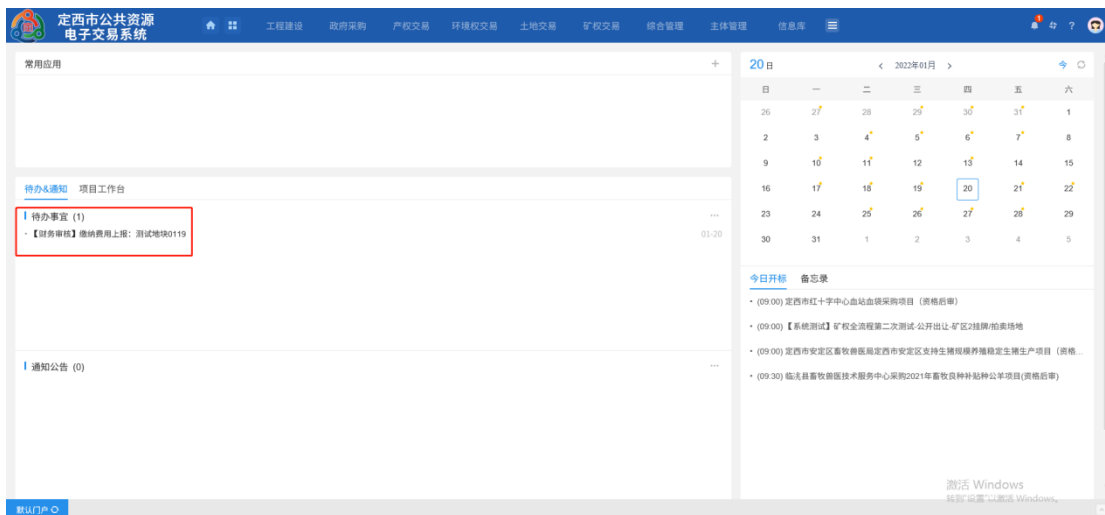 定西市公共资源
电子交易系统
工程建设 政府采购 产权交易 环境权交易 土地交易 矿权交易 综合管理 主体管理 信息库
1
?
常用应用
+
待办&通知 项目工作台
待办事宜 (1)
...
· 【财务审核】缴纳费用上报：测试地块0119
01-20
通知公告 (0)
...
20 日
< 2022年01月 >
今
日 一 二 三 四 五 六
26 27 28 29 30 31 1
2 3 4 5 6 7 8
9 10 11 12 13 14 15
16 17 18 19 20 21 22
23 24 25 26 27 28 29
30 31 1 2 3 4 5
今日开标 备忘录
• (09:00) 定西市红十字中心血站血袋采购项目（资格后审）
• (09:00) 【系统测试】矿权全流程第二次测试-公开出让-矿区2挂牌/拍卖场地
• (09:00) 定西市安定区畜牧兽医局定西市安定区支持生猪规模养殖稳定生猪生产项目（资格...
• (09:30) 临洮县畜牧兽医技术服务中心采购2021年畜牧良种补贴种公羊项目(资格后审)
激活 Windows
转到"设置"以激活 Windows。
默认门户